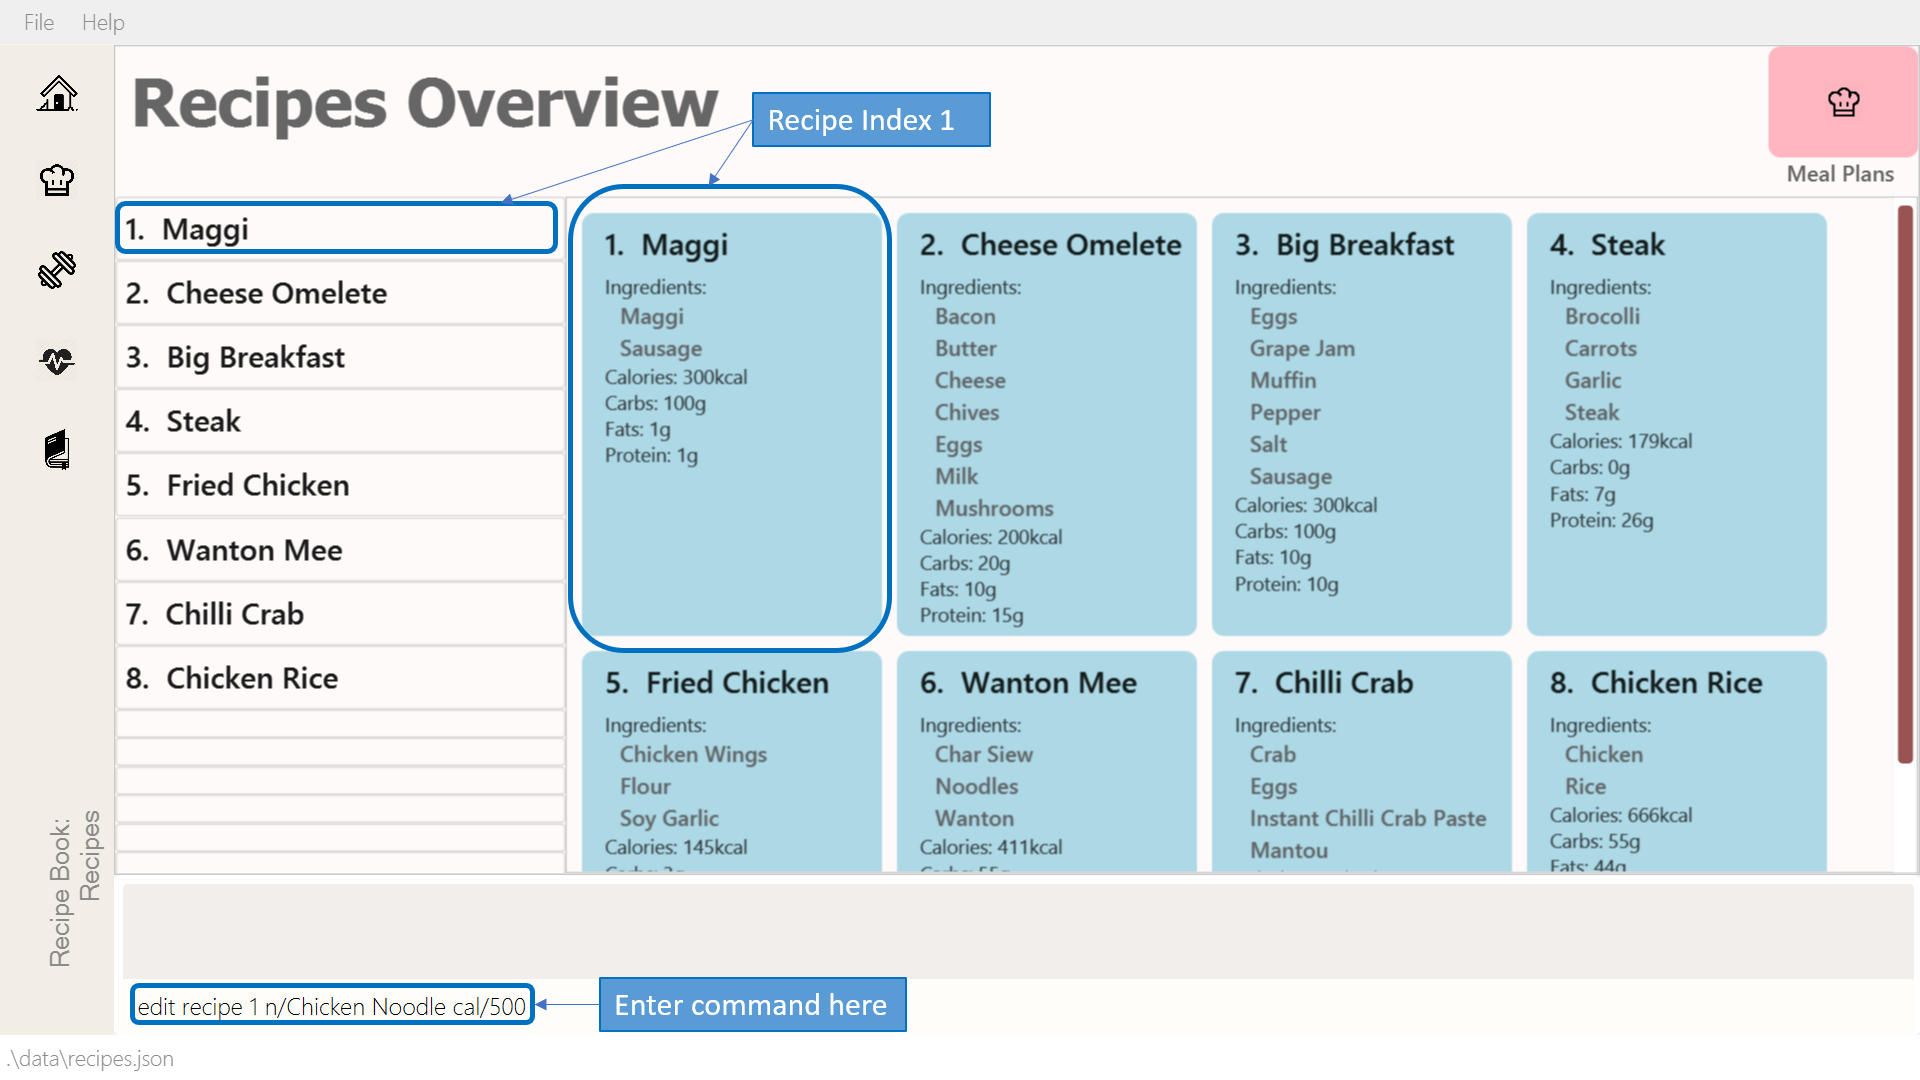 File Help
Recipes Overview
Recipe Index 1
Meal Plans
1. Maggi
2. Cheese Omelete
3. Big Breakfast
4. Steak
5. Fried Chicken
6. Wanton Mee
7. Chilli Crab
8. Chicken Rice
1. Maggi
Ingredients:
Maggi
Sausage
Calories: 300kcal
Carbs: 100g
Fats: 1g
Protein: 1g
2. Cheese Omelete
Ingredients:
Bacon
Butter
Cheese
Chives
Eggs
Milk
Mushrooms
Calories: 200kcal
Carbs: 20g
Fats: 10g
Protein: 15g
3. Big Breakfast
Ingredients:
Eggs
Grape Jam
Muffin
Pepper
Salt
Sausage
Calories: 300kcal
Carbs: 100g
Fats: 10g
Protein: 10g
4. Steak
Ingredients:
Brocolli
Carrots
Garlic
Steak
Calories: 179kcal
Carbs: 0g
Fats: 7g
Protein: 26g
5. Fried Chicken
Ingredients:
Chicken Wings
Flour
Soy Garlic
Calories: 145kcal
6. Wanton Mee
Ingredients:
Char Siew
Noodles
Wanton
Calories: 411kcal
7. Chilli Crab
Ingredients:
Crab
Eggs
Instant Chilli Crab Paste
Mantou
8. Chicken Rice
Ingredients:
Chicken
Rice
Calories: 666kcal
Carbs: 55g
Fats: 44g
Recipe Book:
Recipes
edit recipe 1 n/Chicken Noodle cal/500
Enter command here
.\data\recipes.json